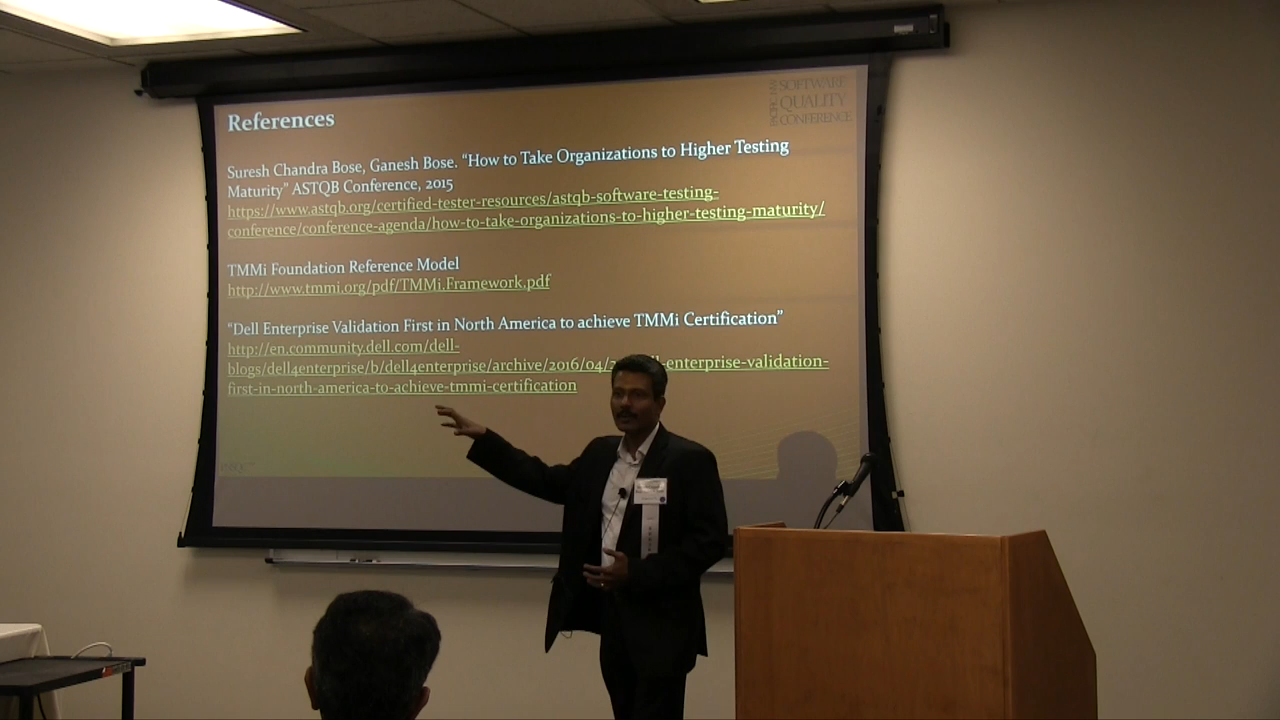 References
PACIFIC NW
SOFTWARE
QUALITY
CONFERENCE
Suresh Chandra Bose, Ganesh Bose. “How to Take Organizations to Higher Testing
Maturity” ASTQB Conference, 2015
https://www.astqb.org/certified-tester-resources/astqb-software-testing-
conference/conference-agenda/how-to-take-organizations-to-higher-testing-maturity/
TMMi Foundation Reference Model
http://www.tmmi.org/pdf/TMMi.Framework.pdf
“Dell Enterprise Validation First in North America to achieve TMMi Certification”
http://en.community.dell.com/dell-
blogs/dell4enterprise/b/dell4enterprise/archive/2016/04/ -enterprise-validation-
first-in-north-america-to-achieve-tmmi-certification